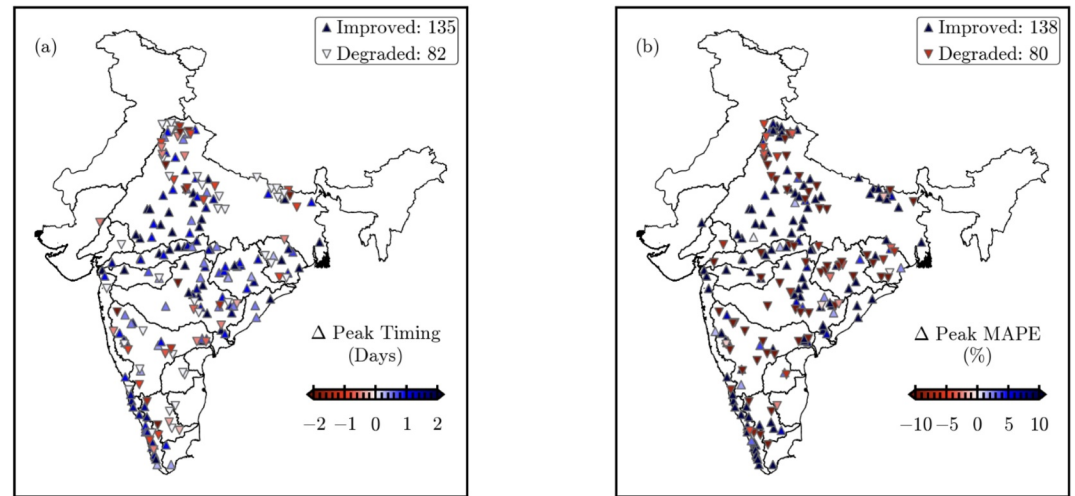 (a)
Improved: 135
Degraded: 82
Δ Peak Timing
(Days)
−2 −1 0 1 2
(b)
Improved: 138
Degraded: 80
Δ Peak MAPE
(%)
−10 −5 0 5 10